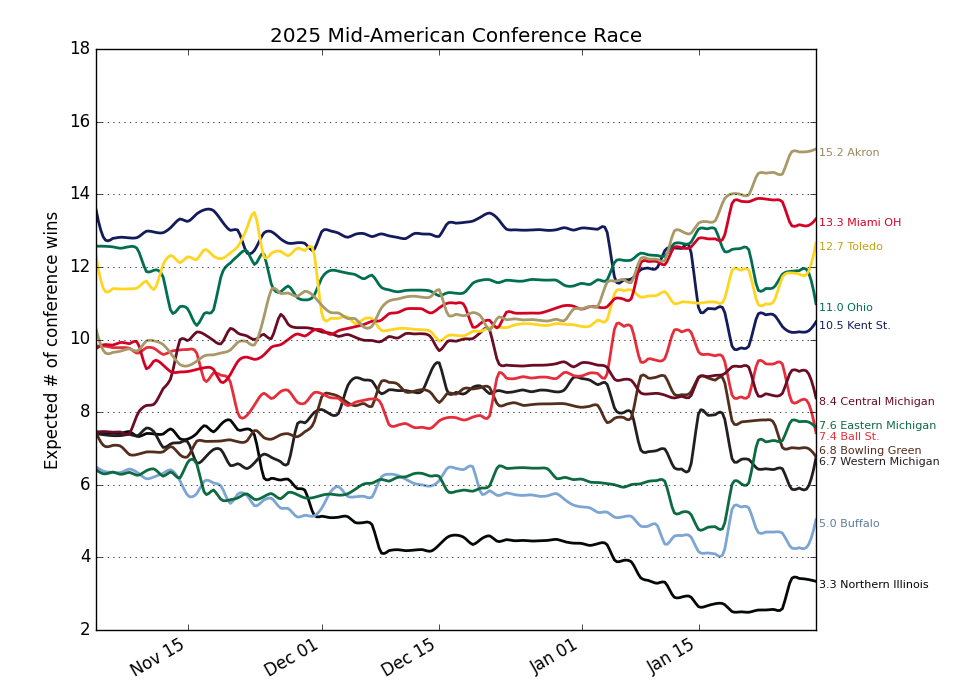 2025 Mid-American Conference Race
Expected # of conference wins
18
16
14
12
10
8
6
4
2
Nov 15
Dec 01
Dec 15
Jan 01
Jan 15
15.2 Akron
13.3 Miami OH
12.7 Toledo
11.0 Ohio
10.5 Kent St.
8.4 Central Michigan
7.6 Eastern Michigan
7.4 Ball St.
6.8 Bowling Green
6.7 Western Michigan
5.0 Buffalo
3.3 Northern Illinois